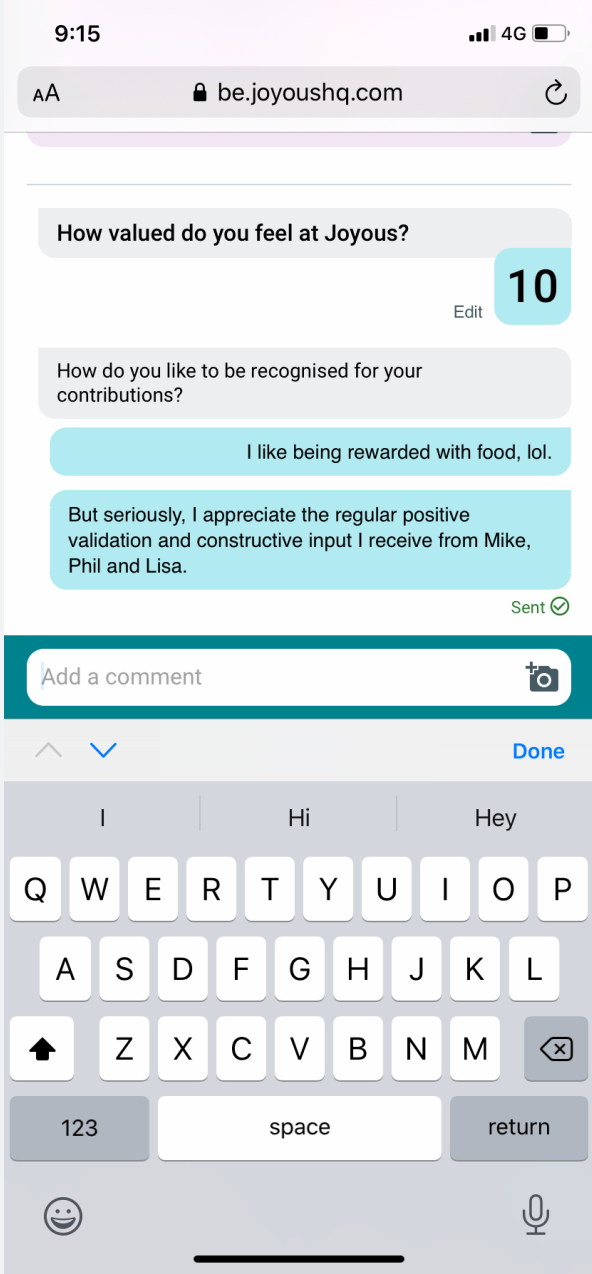 9:15
4G
AA
be.joyoushq.com
How valued do you feel at Joyous?
10
Edit
How do you like to be recognised for your
contributions?
I like being rewarded with food, lol.
But seriously, I appreciate the regular positive
validation and constructive input I receive from Mike,
Phil and Lisa.
Sent
Add a comment
Done
I Hi Hey
Q W E R T Y U I O P
A S D F G H J K L
Z X C V B N M
123 space return